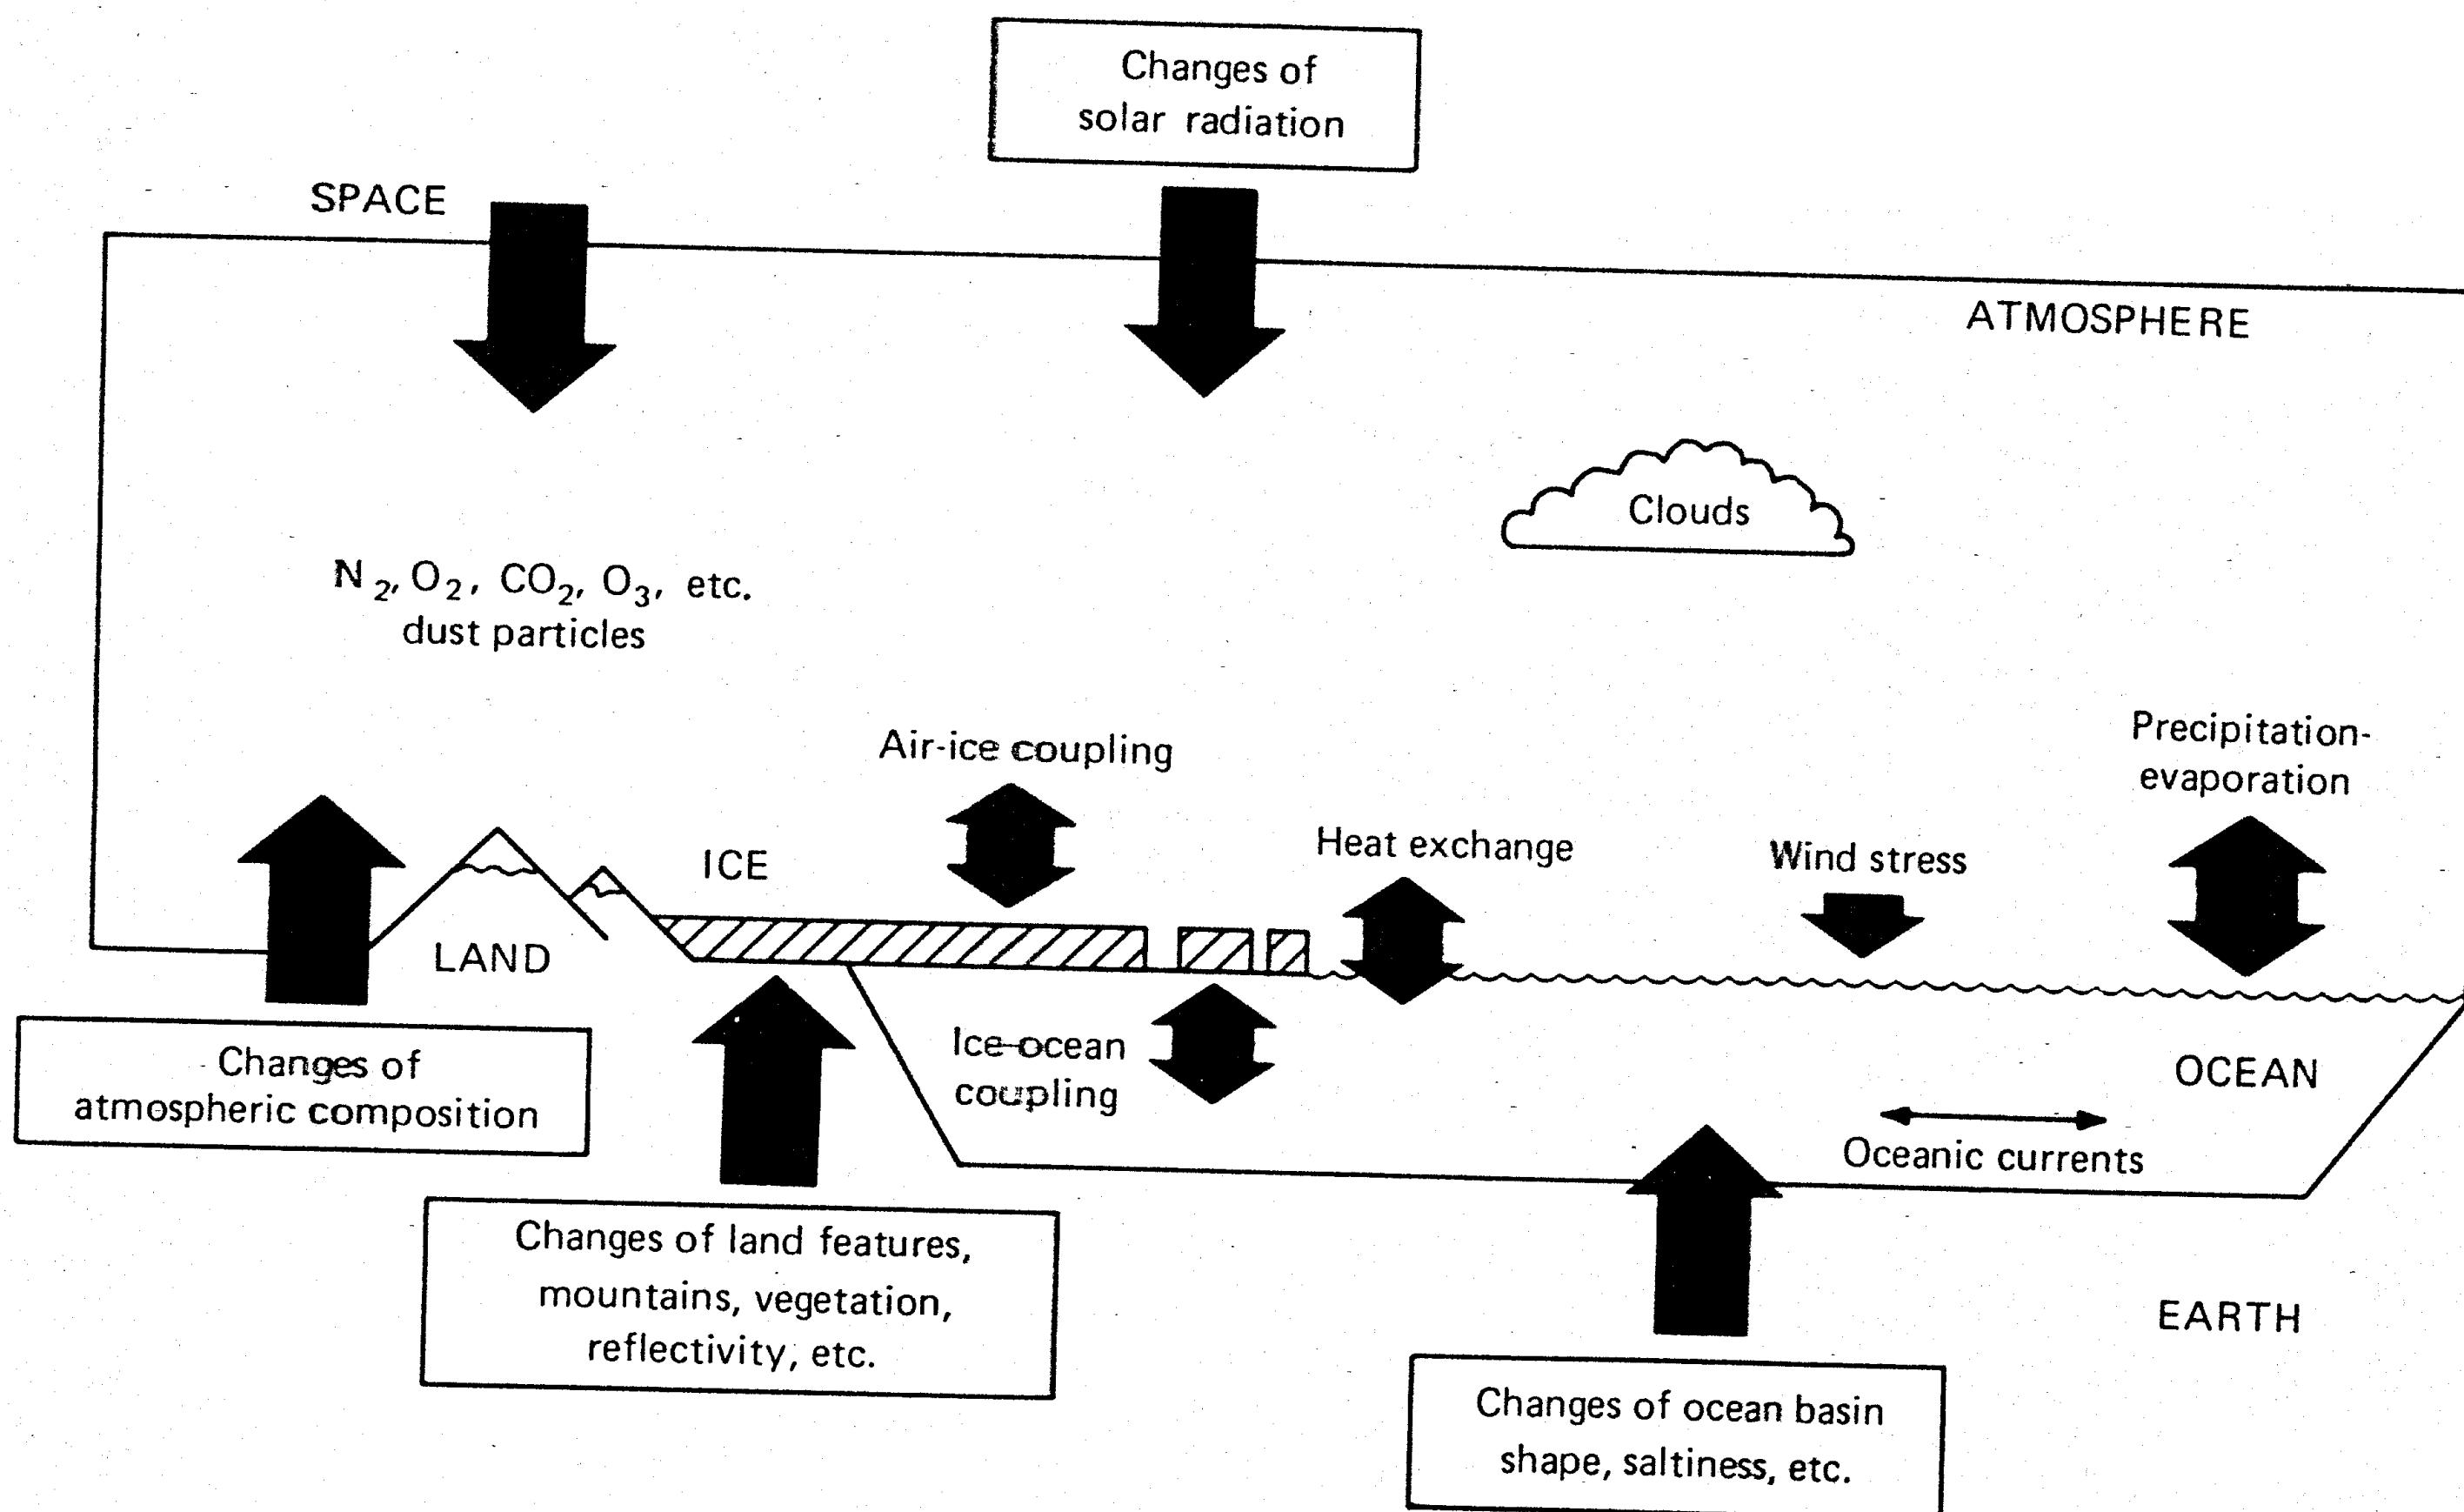 Changes of
solar radiation
SPACE
ATMOSPHERE
Clouds
N₂, O₂, CO₂, O₃, etc.
dust particles
Air-ice coupling
Precipitation-
evaporation
Heat exchange
Wind stress
ICE
LAND
Changes of
atmospheric composition
Ice-ocean
coupling
OCEAN
Oceanic currents
Changes of land features,
mountains, vegetation,
reflectivity, etc.
EARTH
Changes of ocean basin
shape, saltiness, etc.